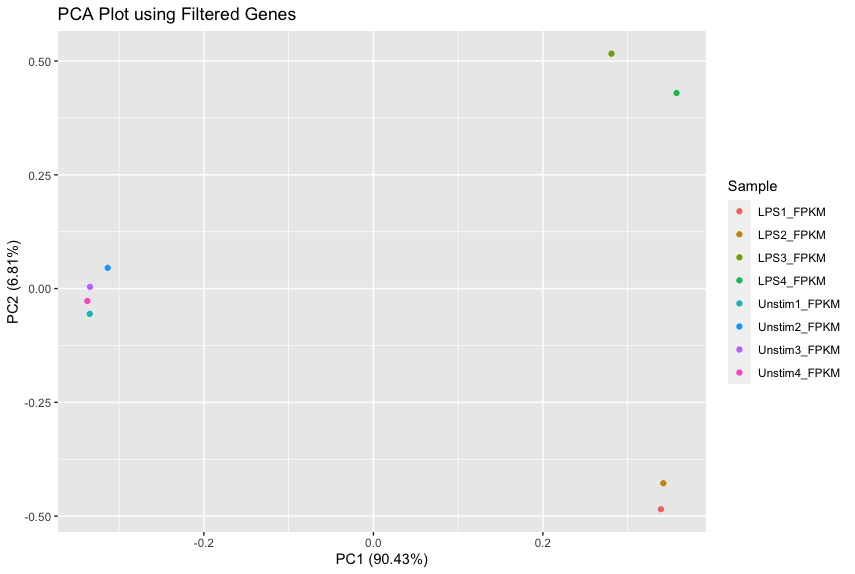 PCA Plot using Filtered Genes
0.50
0.25
0.00
-0.25
-0.50
PC2 (6.81%)
-0.2
0.0
0.2
PC1 (90.43%)
Sample
LPS1_FPKM
LPS2_FPKM
LPS3_FPKM
LPS4_FPKM
Unstim1_FPKM
Unstim2_FPKM
Unstim3_FPKM
Unstim4_FPKM